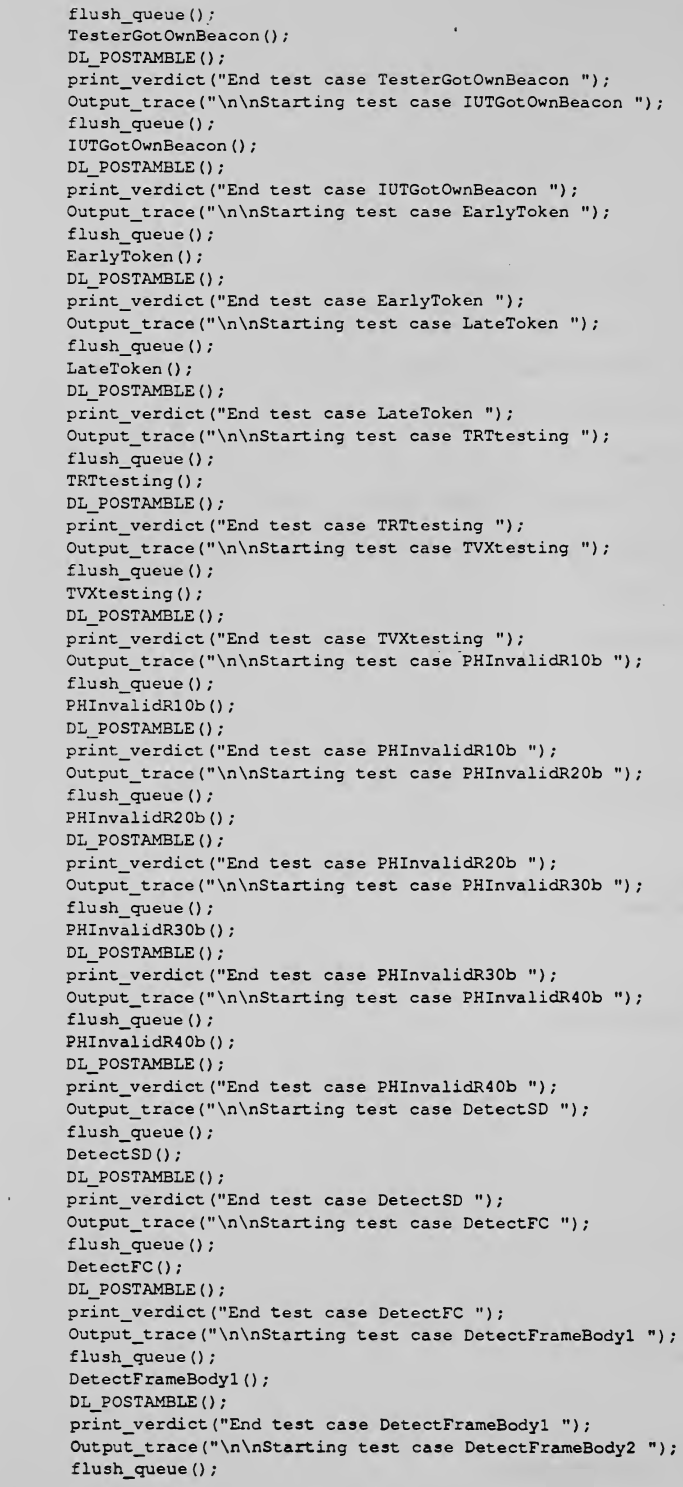 flush_queue();
TesterGotOwnBeacon();
DL_POSTAMBLE();
print_verdict("End test case TesterGotOwnBeacon ");
Output_trace("\n\nStarting test case IUTGotOwnBeacon ");
flush_queue();
IUTGotOwnBeacon();
DL_POSTAMBLE();
print_verdict("End test case IUTGotOwnBeacon ");
Output_trace("\n\nStarting test case EarlyToken ");
flush_queue();
EarlyToken();
DL_POSTAMBLE();
print_verdict("End test case EarlyToken ");
Output_trace("\n\nStarting test case LateToken ");
flush_queue();
LateToken();
DL_POSTAMBLE();
print_verdict("End test case LateToken ");
Output_trace("\n\nStarting test case TRTtesting ");
flush_queue();
TRTtesting();
DL_POSTAMBLE();
print_verdict("End test case TRTtesting ");
Output_trace("\n\nStarting test case TVXtesting ");
flush_queue();
TVXtesting();
DL_POSTAMBLE();
print_verdict("End test case TVXtesting ");
Output_trace("\n\nStarting test case PHInvalidR10b ");
flush_queue();
PHInvalidR10b();
DL_POSTAMBLE();
print_verdict("End test case PHInvalidR10b ");
Output_trace("\n\nStarting test case PHInvalidR20b ");
flush_queue();
PHInvalidR20b();
DL_POSTAMBLE();
print_verdict("End test case PHInvalidR20b ");
Output_trace("\n\nStarting test case PHInvalidR30b ");
flush_queue();
PHInvalidR30b();
DL_POSTAMBLE();
print_verdict("End test case PHInvalidR30b ");
Output_trace("\n\nStarting test case PHInvalidR40b ");
flush_queue();
PHInvalidR40b();
DL_POSTAMBLE();
print_verdict("End test case PHInvalidR40b ");
Output_trace("\n\nStarting test case DetectSD ");
flush_queue();
DetectSD();
DL_POSTAMBLE();
print_verdict("End test case DetectSD ");
Output_trace("\n\nStarting test case DetectFC ");
flush_queue();
DetectFC();
DL_POSTAMBLE();
print_verdict("End test case DetectFC ");
Output_trace("\n\nStarting test case DetectFrameBody1 ");
flush_queue();
DetectFrameBody1();
DL_POSTAMBLE();
print_verdict("End test case DetectFrameBody1 ");
Output_trace("\n\nStarting test case DetectFrameBody2 ");
flush_queue();